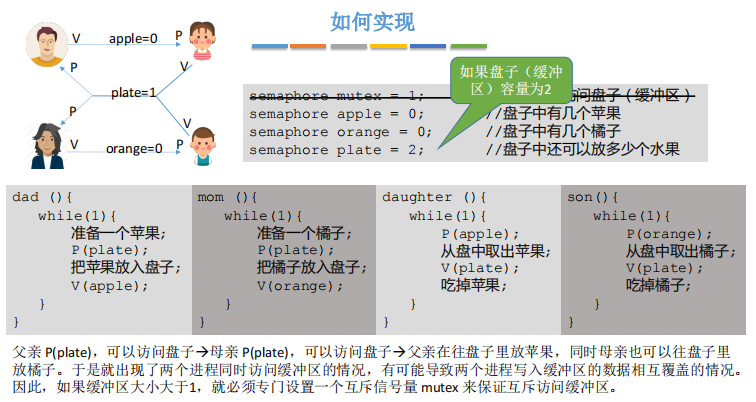 如何实现
V apple=0 P
P V
plate=1
P V
V orange=0 P
如果盘子（缓冲
区）容量为2
semaphore mutex = 1; 问盘子（缓冲区）
semaphore apple = 0; //盘子中有几个苹果
semaphore orange = 0; //盘子中有几个橘子
semaphore plate = 2; //盘子中还可以放多少个水果
dad (){
while(1){
准备一个苹果;
P(plate);
把苹果放入盘子;
V(apple);
}
}
mom (){
while(1){
准备一个橘子;
P(plate);
把橘子放入盘子;
V(orange);
}
}
daughter (){
while(1){
P(apple);
从盘中取出苹果;
V(plate);
吃掉苹果;
}
}
son(){
while(1){
P(orange);
从盘中取出橘子;
V(plate);
吃掉橘子;
}
}
父亲 P(plate)，可以访问盘子→母亲 P(plate)，可以访问盘子→父亲在往盘子里放苹果，同时母亲也可以往盘子里
放橘子。于是就出现了两个进程同时访问缓冲区的情况，有可能导致两个进程写入缓冲区的数据相互覆盖的情况。
因此，如果缓冲区大小大于1，就必须专门设置一个互斥信号量 mutex 来保证互斥访问缓冲区。